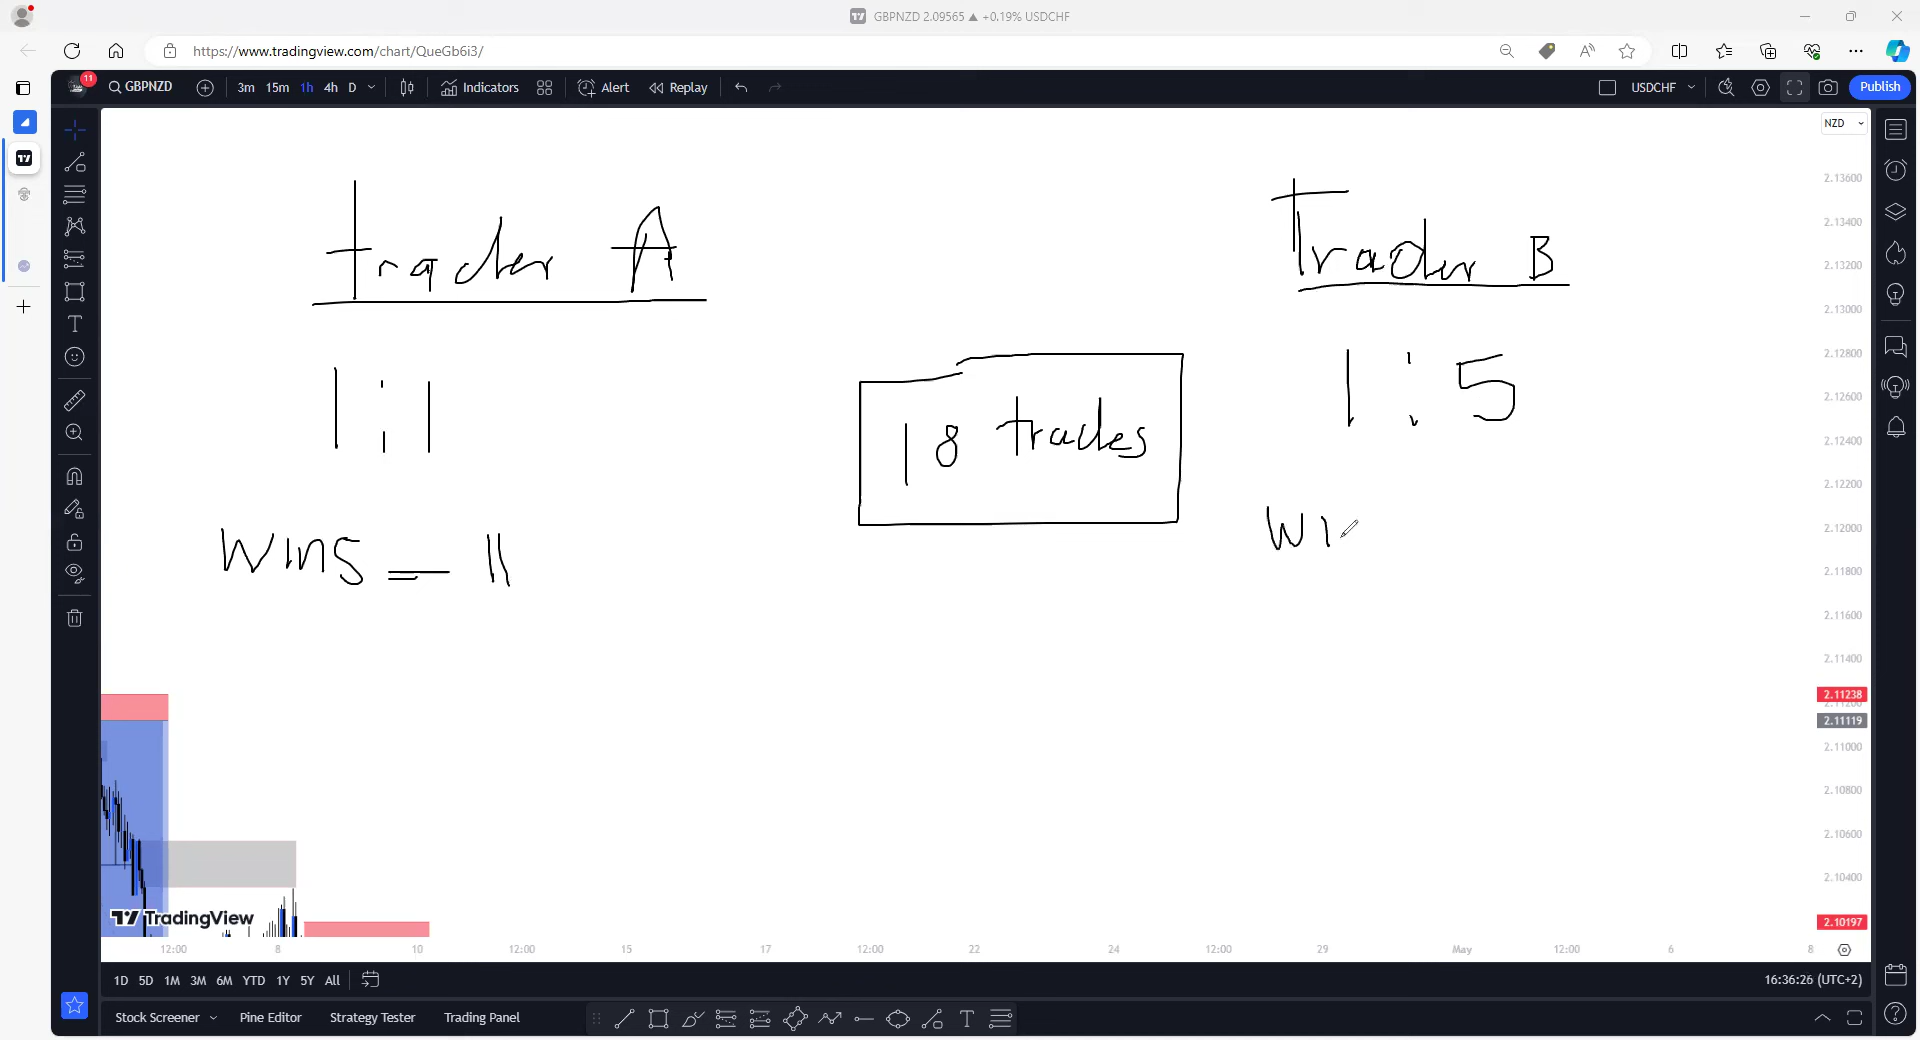 GBPNZD 2.09565 ▲ +0.19% USDCHF
https://www.tradingview.com/chart/QueGb6i3/
11
GBPNZD
3m 15m 1h 4h D
Indicators
Alert
Replay
USDCHF
Publish
NZD
Trader A
Trader B
1:1
18 trades
1:5
WINS = 11
WI
2.13600
2.13400
2.13200
2.13000
2.12800
2.12600
2.12400
2.12200
2.12000
2.11800
2.11600
2.11400
2.11238
2.11200
2.11119
2.11000
2.10800
2.10600
2.10400
2.10197
TradingView
12:00 8 10 12:00 15 17 12:00 22 24 12:00 29 May 12:00 6 8
1D 5D 1M 3M 6M YTD 1Y 5Y All
16:36:26 (UTC+2)
Stock Screener Pine Editor Strategy Tester Trading Panel